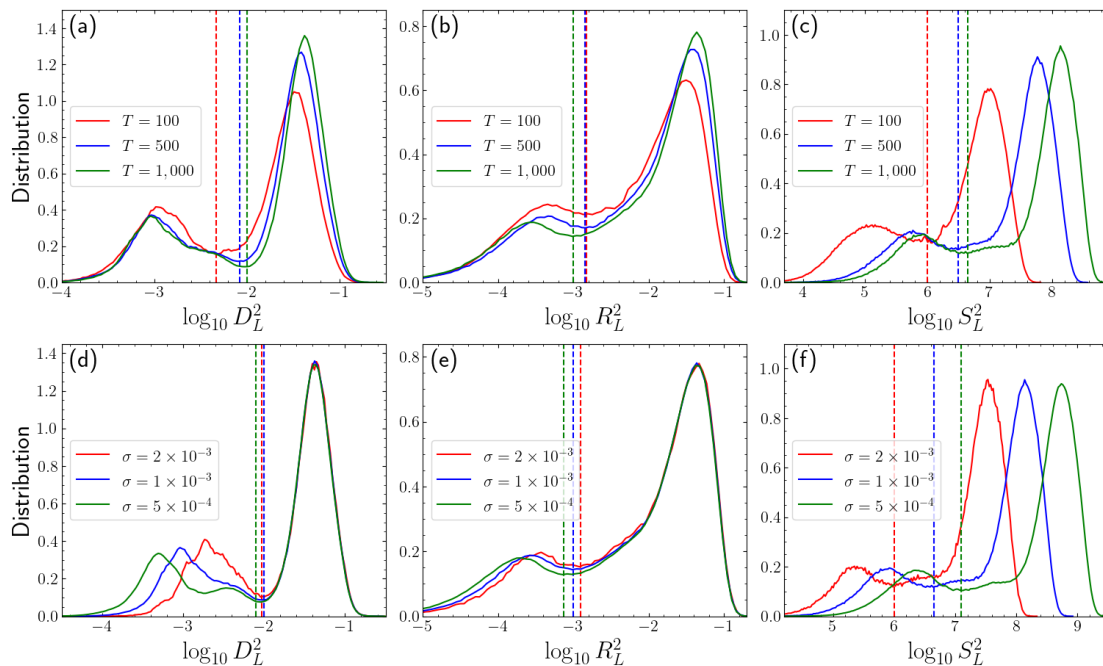 (a)
Distribution
T = 100
T = 500
T = 1,000
0.0 0.2 0.4 0.6 0.8 1.0 1.2 1.4
−4 −3 −2 −1
log₁₀ D²_L
(b)
T = 100
T = 500
T = 1,000
0.0 0.2 0.4 0.6 0.8
−5 −4 −3 −2 −1
log₁₀ R²_L
(c)
T = 100
T = 500
T = 1,000
0.0 0.2 0.4 0.6 0.8 1.0
4 5 6 7 8
log₁₀ S²_L
(d)
Distribution
σ = 2 × 10⁻³
σ = 1 × 10⁻³
σ = 5 × 10⁻⁴
0.0 0.2 0.4 0.6 0.8 1.0 1.2 1.4
−4 −3 −2 −1
log₁₀ D²_L
(e)
σ = 2 × 10⁻³
σ = 1 × 10⁻³
σ = 5 × 10⁻⁴
0.0 0.2 0.4 0.6 0.8
−5 −4 −3 −2 −1
log₁₀ R²_L
(f)
σ = 2 × 10⁻³
σ = 1 × 10⁻³
σ = 5 × 10⁻⁴
0.0 0.2 0.4 0.6 0.8 1.0
5 6 7 8 9
log₁₀ S²_L